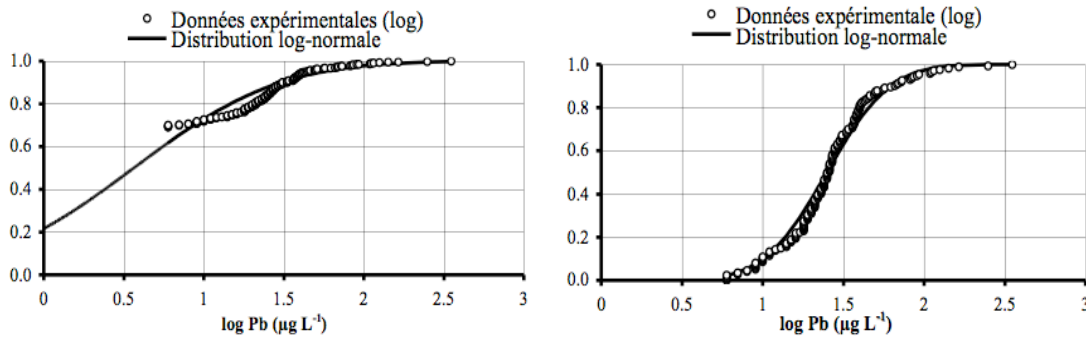 Données expérimentales (log)
Distribution log-normale
1.0
0.8
0.6
0.4
0.2
0.0
0 0.5 1 1.5 2 2.5 3
log Pb (µg L⁻¹)
Données expérimentale (log)
Distribution log-normale
1.0
0.8
0.6
0.4
0.2
0.0
0 0.5 1 1.5 2 2.5 3
log Pb (µg L⁻¹)